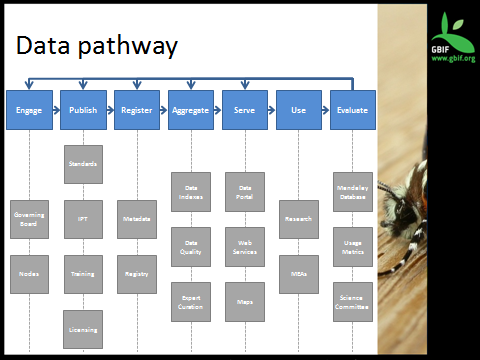 Data pathway
GBIF
www.gbif.org
Engage
Publish
Register
Aggregate
Serve
Use
Evaluate
Governing
Board
Nodes
Standards
IPT
Training
Licensing
Metadata
Registry
Data
Indexes
Data
Quality
Expert
Curation
Data
Portal
Web
Services
Maps
Research
MEAs
Mendeley
Database
Usage
Metrics
Science
Committee